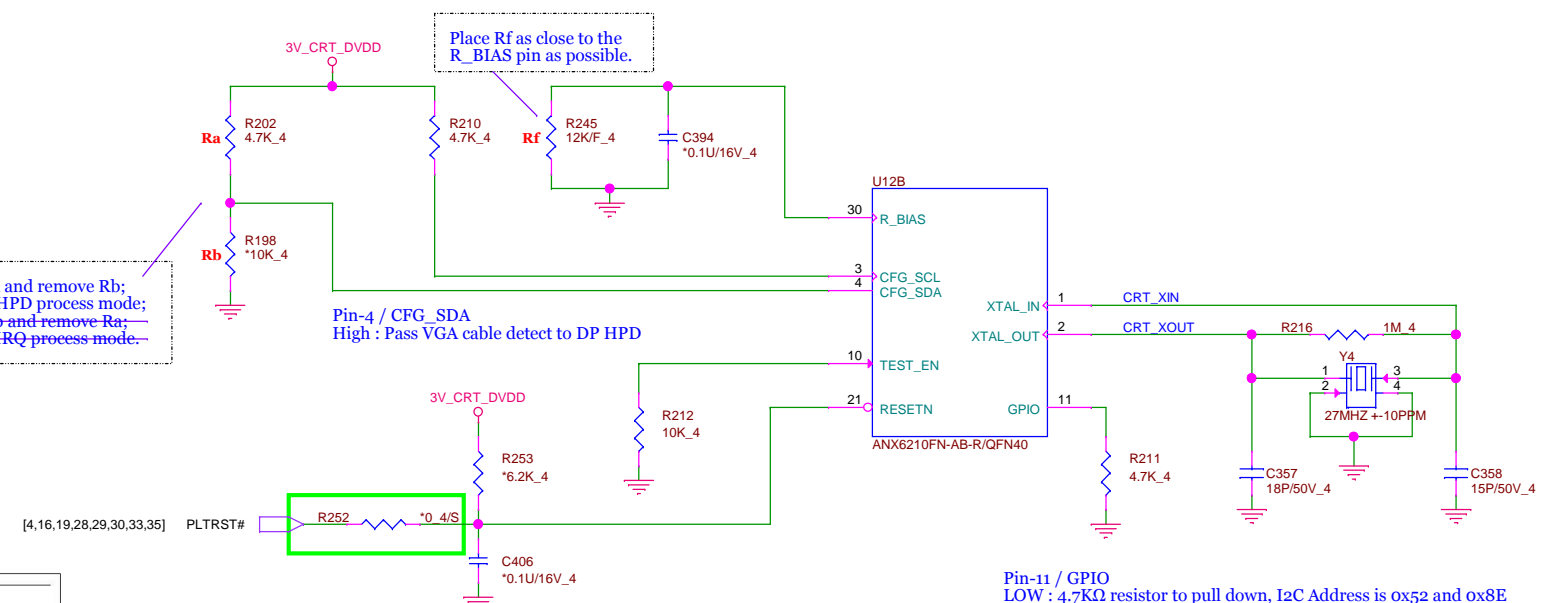 3V_CRT_DVDD
Place Rf as close to the
R_BIAS pin as possible.
Ra
R202
4.7K_4
R210
4.7K_4
Rf
R245
12K/F_4
C394
*0.1U/16V_4
Rb
R198
*10K_4
and remove Rb;
HPD process mode;
and remove Ra;
IRQ process mode.
Pin-4 / CFG_SDA
High : Pass VGA cable detect to DP HPD
U12B
30
R_BIAS
3
CFG_SCL
4
CFG_SDA
10
TEST_EN
21
RESETN
XTAL_IN
1
CRT_XIN
XTAL_OUT
2
CRT_XOUT
GPIO
11
ANX6210FN-AB-R/QFN40
R216
1M_4
Y4
1
2
3
4
27MHZ +-10PPM
C357
18P/50V_4
C358
15P/50V_4
R211
4.7K_4
R212
10K_4
3V_CRT_DVDD
R253
*6.2K_4
[4,16,19,28,29,30,33,35]
PLTRST#
R252
*0_4/S
C406
*0.1U/16V_4
Pin-11 / GPIO
LOW : 4.7KΩ resistor to pull down, I2C Address is 0x52 and 0x8E